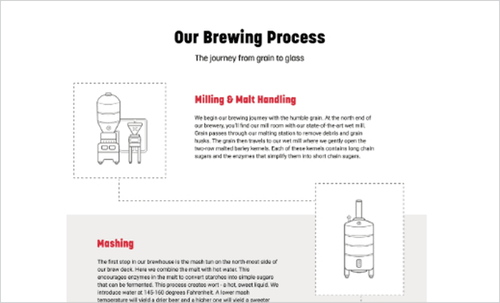 Our Brewing Process
The journey from grain to glass
Milling & Malt Handling
We begin our brewing journey with the humble grain. At the north end of
our brewery, you'll find our mill room with our state-of-the-art wet mill.
Grain passes through our malting station to remove debris and grain
husks. The grain then travels to our wet mill where we gently open the
two-row malted barley kernels. Each of these kernels contains long chain
sugars and the enzymes that simplify them into short chain sugars.
Mashing
The first stop in our brewhouse is the mash tun on the north-most side of
our brew deck. Here we combine the malt with hot water. This
encourages enzymes in the malt to convert starches into simple sugars
that can be fermented. This process creates wort - a hot, sweet liquid. We
introduce water at 145-160 degrees Fahrenheit. A lower mash
temperature will yield a drier beer and a higher one will yield a sweeter